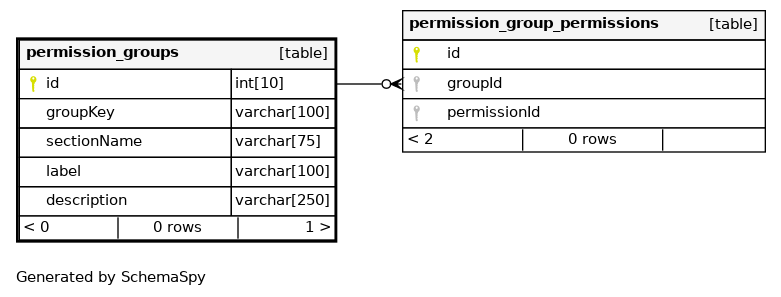 permission_groups [table]
id int[10]
groupKey varchar[100]
sectionName varchar[75]
label varchar[100]
description varchar[250]
< 0 0 rows 1 >
permission_group_permissions [table]
id
groupId
permissionId
< 2 0 rows
Generated by SchemaSpy